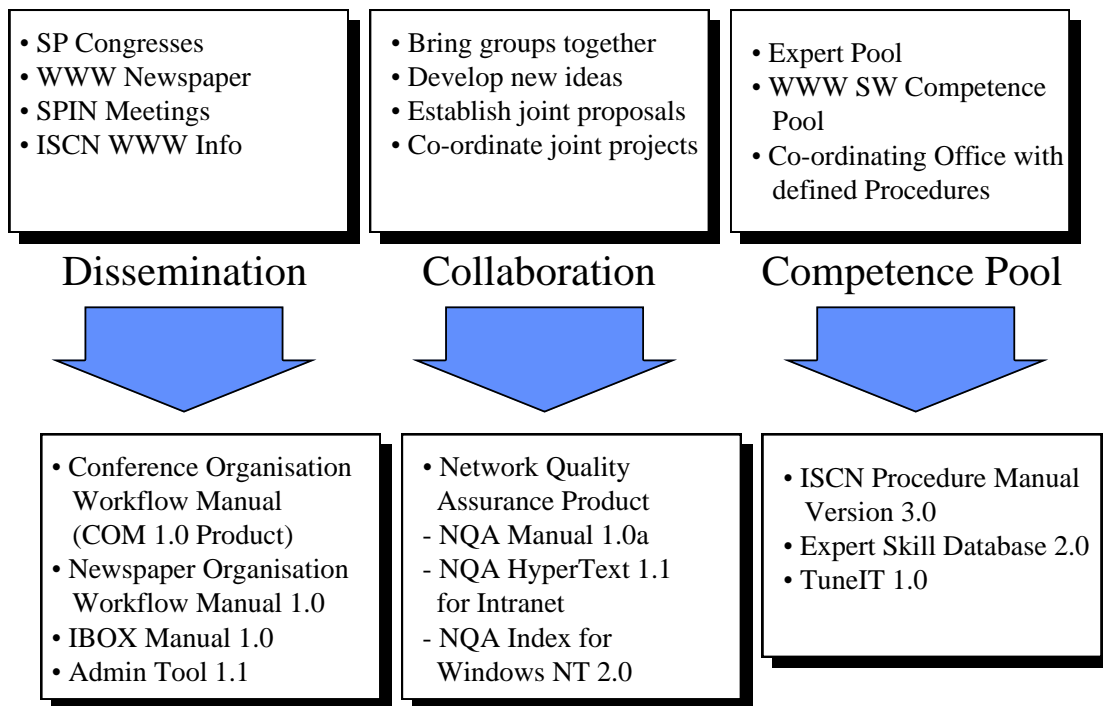 • SP Congresses
• WWW Newspaper
• SPIN Meetings
• ISCN WWW Info
• Bring groups together
• Develop new ideas
• Establish joint proposals
• Co-ordinate joint projects
• Expert Pool
• WWW SW Competence
Pool
• Co-ordinating Office with
defined Procedures
Dissemination
Collaboration
Competence Pool
• Conference Organisation
Workflow Manual
(COM 1.0 Product)
• Newspaper Organisation
Workflow Manual 1.0
• IBOX Manual 1.0
• Admin Tool 1.1
• Network Quality
Assurance Product
- NQA Manual 1.0a
- NQA HyperText 1.1
for Intranet
- NQA Index for
Windows NT 2.0
• ISCN Procedure Manual
Version 3.0
• Expert Skill Database 2.0
• TuneIT 1.0